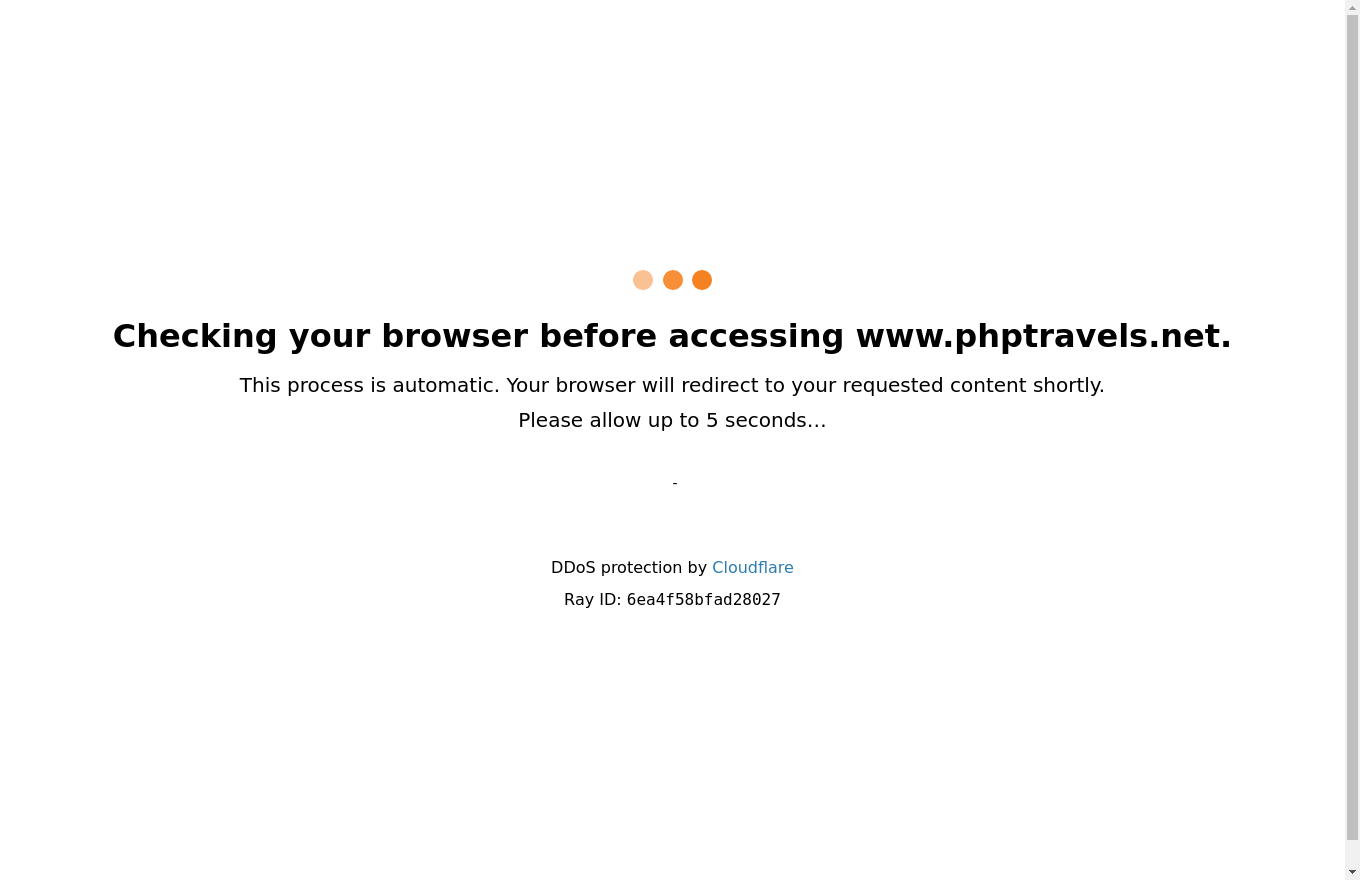 Checking your browser before accessing www.phptravels.net.
This process is automatic. Your browser will redirect to your requested content shortly.
Please allow up to 5 seconds…
-
DDoS protection by Cloudflare
Ray ID: 6ea4f58bfad28027